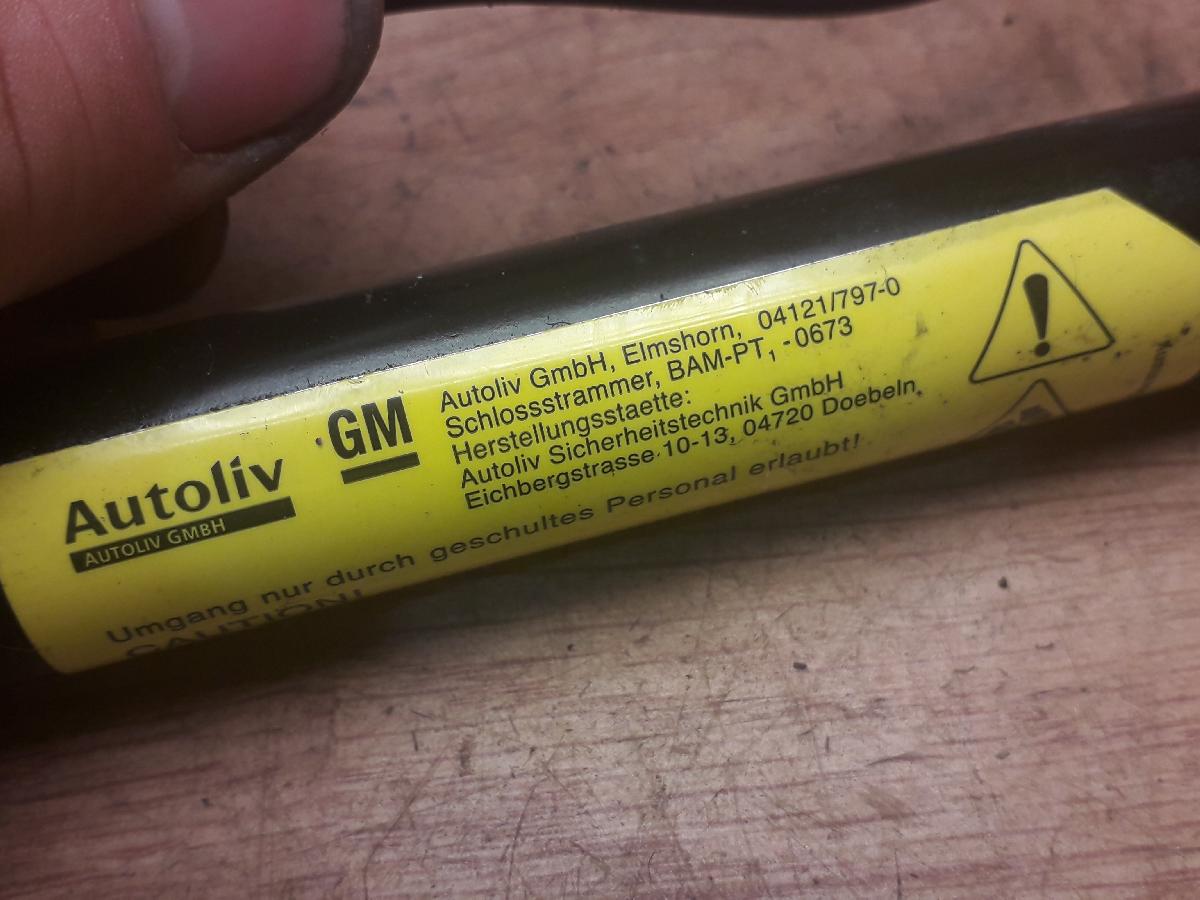 Autoliv
AUTOLIV GMBH
GM
Autoliv GmbH, Elmshorn, 04121/797-0
Schlossstrammer, BAM-PT, -0673
Herstellungsstaette:
Autoliv Sicherheitstechnik GmbH
Eichbergstrasse 10-13, 04720 Doebeln,
Umgang nur durch geschultes Personal erlaubt!
CAUTION!